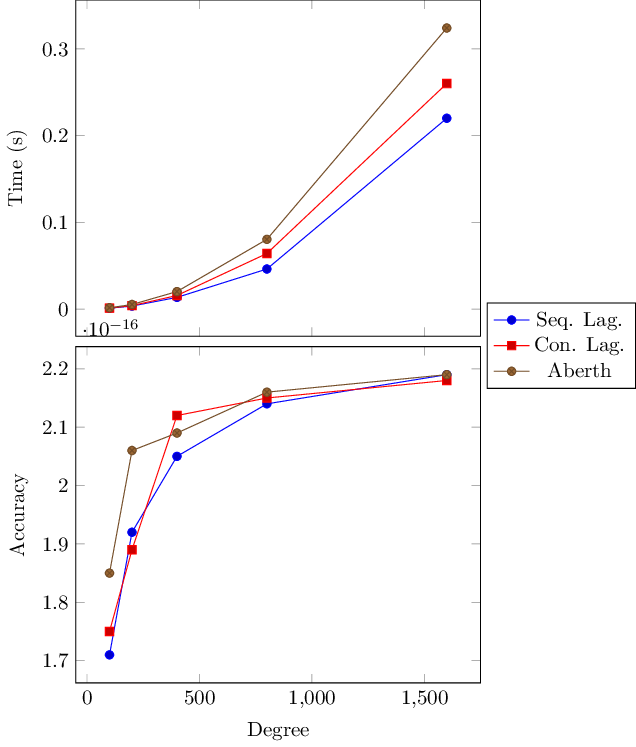 0.3
0.2
0.1
0
Time (s)
·10−16
2.2
2.1
2
1.9
1.8
1.7
Accuracy
0 500 1,000 1,500
Degree
Seq. Lag.
Con. Lag.
Aberth